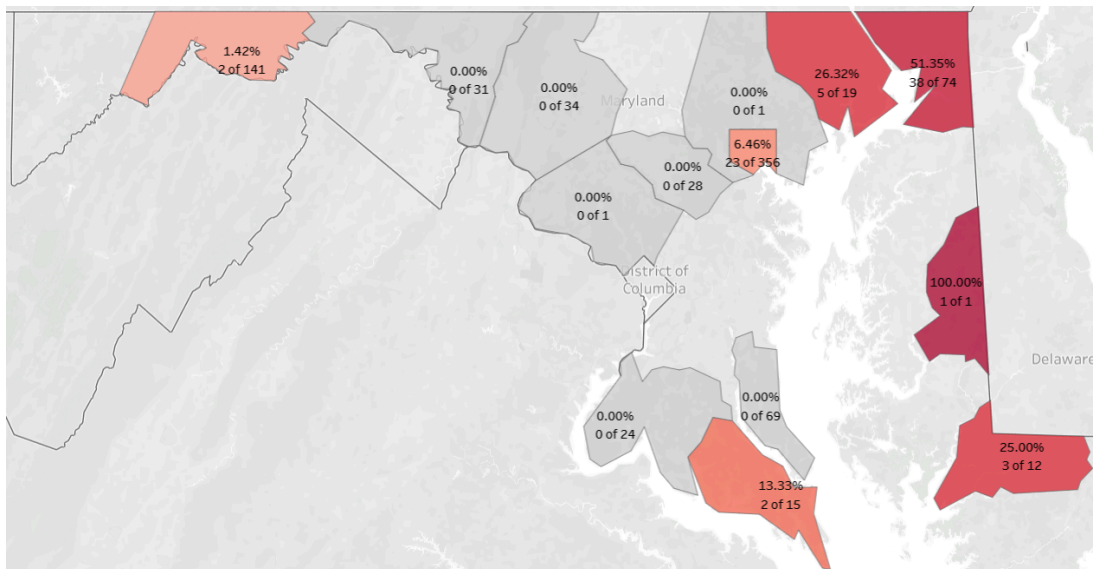 1.42%
2 of 141
0.00%
0 of 31
0.00%
0 of 34
Maryland
0.00%
0 of 1
26.32%
5 of 19
51.35%
38 of 74
6.46%
23 of 356
0.00%
0 of 28
0.00%
0 of 1
District of
Columbia
100.00%
1 of 1
Delaware
0.00%
0 of 24
0.00%
0 of 69
13.33%
2 of 15
25.00%
3 of 12